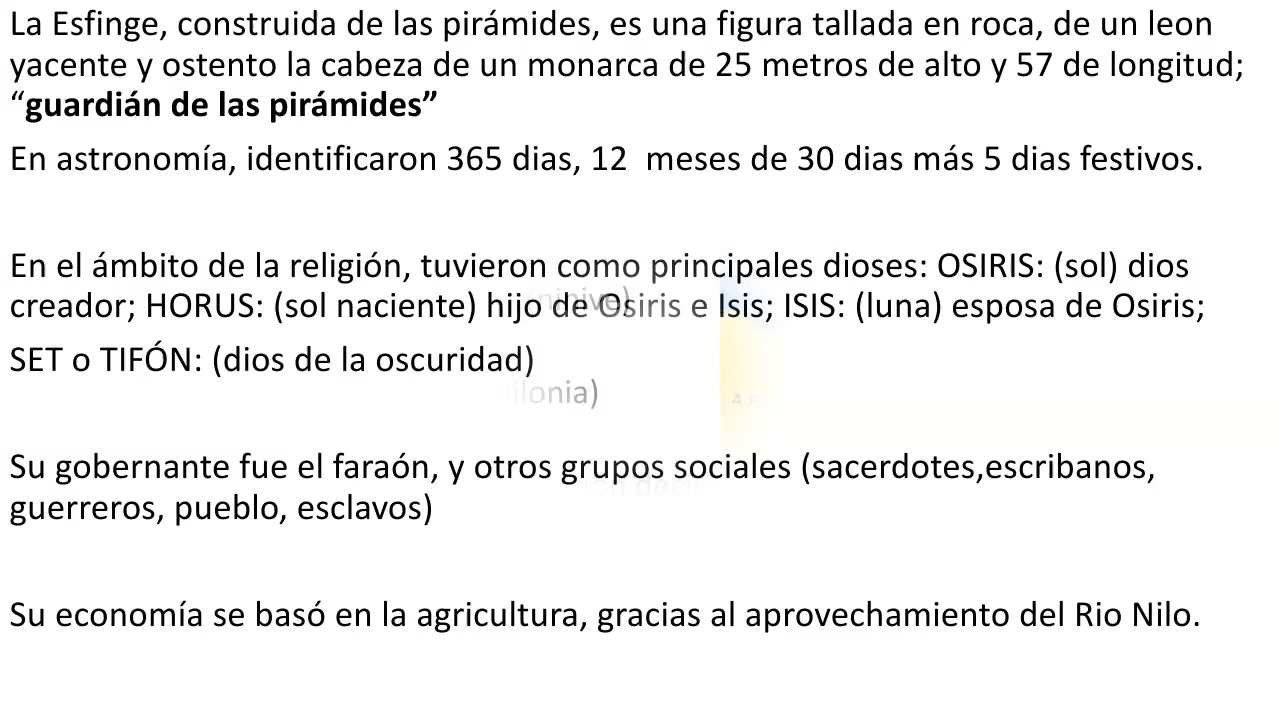 La Esfinge, construida de las pirámides, es una figura tallada en roca, de un leon
yacente y ostento la cabeza de un monarca de 25 metros de alto y 57 de longitud;
“guardián de las pirámides”
En astronomía, identificaron 365 dias, 12  meses de 30 dias más 5 dias festivos.
En el ámbito de la religión, tuvieron como principales dioses: OSIRIS: (sol) dios
creador; HORUS: (sol naciente) hijo de Osiris e Isis; ISIS: (luna) esposa de Osiris;
SET o TIFÓN: (dios de la oscuridad)
Su gobernante fue el faraón, y otros grupos sociales (sacerdotes,escribanos,
guerreros, pueblo, esclavos)
Su economía se basó en la agricultura, gracias al aprovechamiento del Rio Nilo.